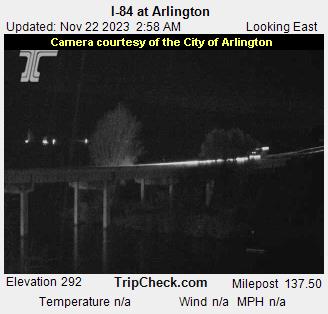 I-84 at Arlington
Updated: Nov 22 2023 2:58 AM Looking East
Camera courtesy of the City of Arlington
Elevation 292 TripCheck.com Milepost 137.50
Temperature n/a Wind n/a MPH n/a